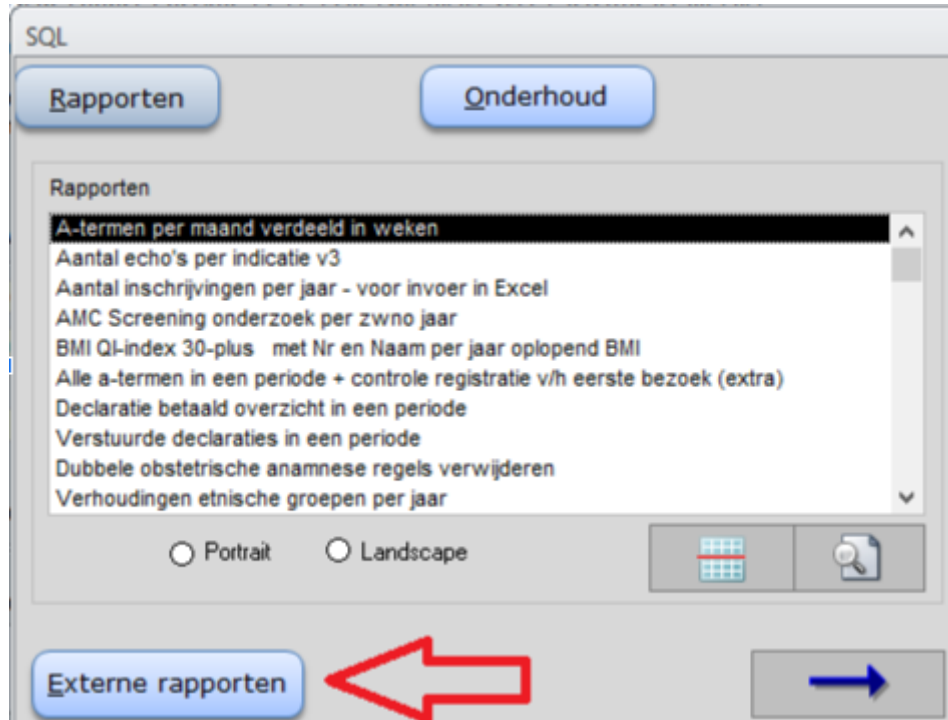 SQL
Rapporten
Onderhoud
Rapporten
A-termen per maand verdeeld in weken
Aantal echo's per indicatie v3
Aantal inschrijvingen per jaar - voor invoer in Excel
AMC Screening onderzoek per zwno jaar
BMI QI-index 30-plus met Nr en Naam per jaar oplopend BMI
Alle a-termen in een periode + controle registratie v/h eerste bezoek (extra)
Declaratie betaald overzicht in een periode
Verstuurde declaraties in een periode
Dubbele obstetrische anamnese regels verwijderen
Verhoudingen etnische groepen per jaar
Portrait Landscape
Externe rapporten